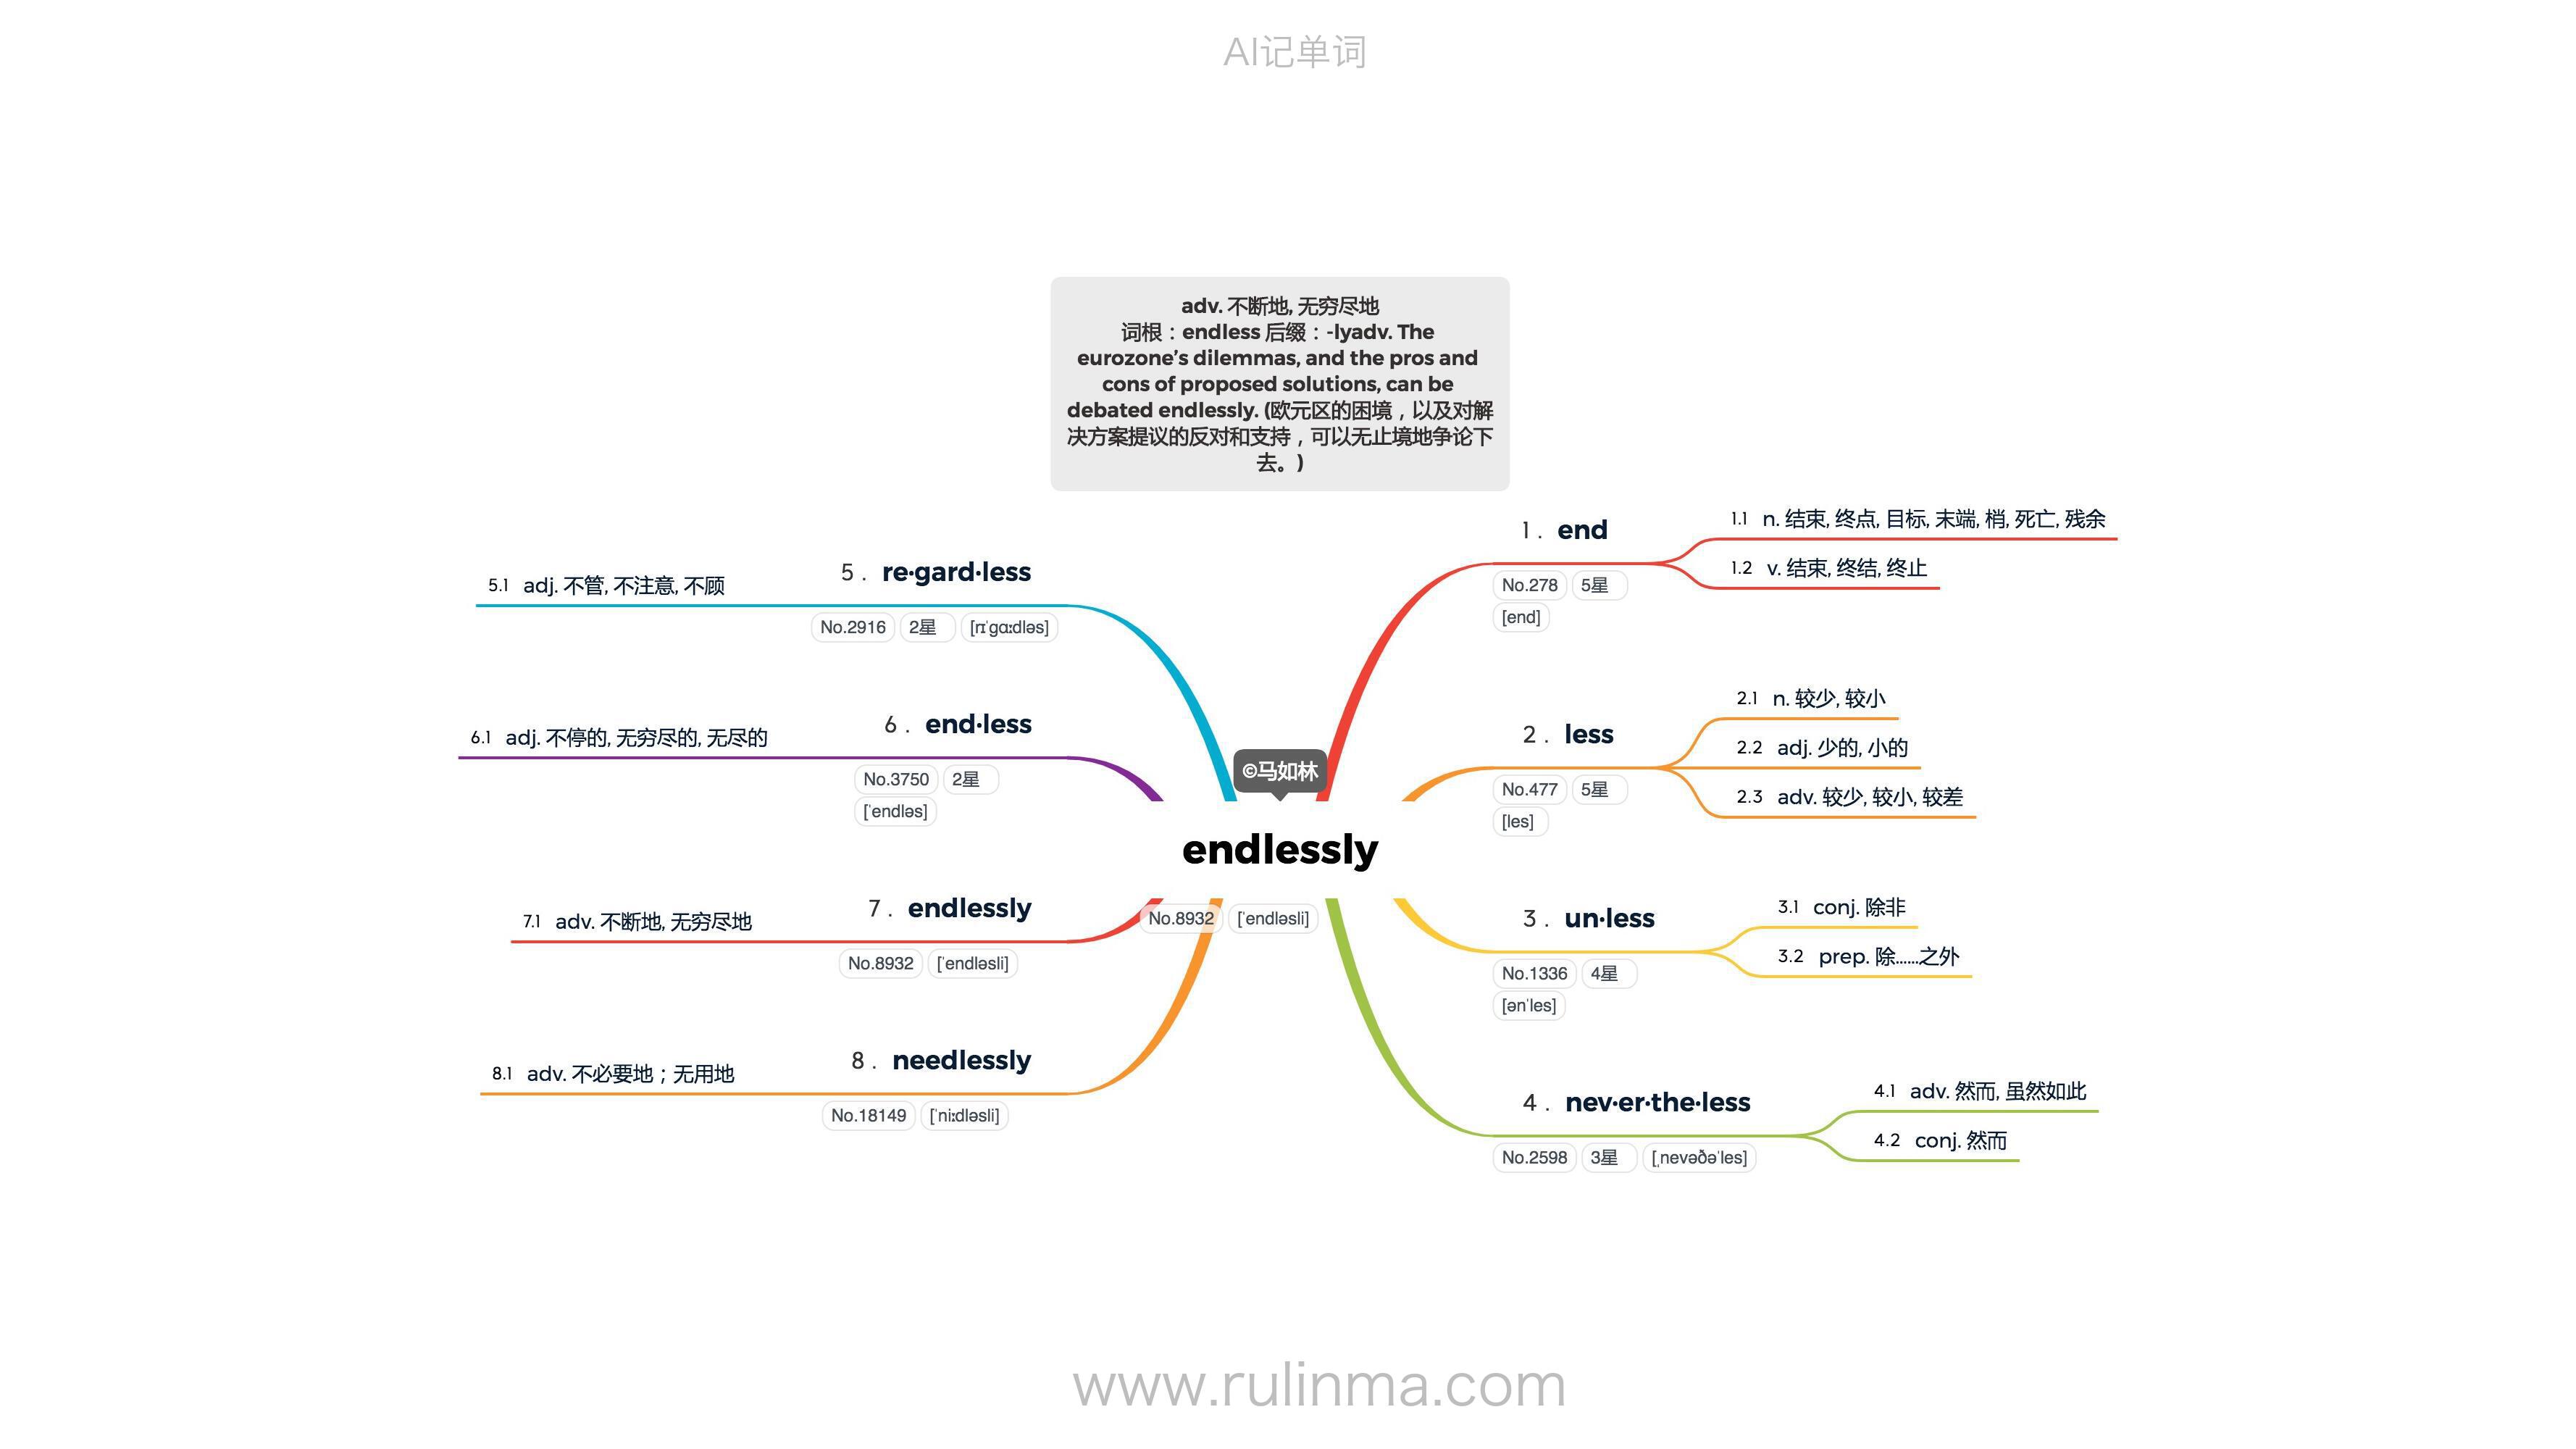 AI记单词
adv. 不断地, 无穷尽地
词根：endless 后缀：-lyadv. The
eurozone’s dilemmas, and the pros and
cons of proposed solutions, can be
debated endlessly. (欧元区的困境，以及对解
决方案提议的反对和支持，可以无止境地争论下
去。)
©马如林
endlessly
No.8932 [ˈendləsli]
1. end
No.278 5星
[end]
1.1 n. 结束, 终点, 目标, 末端, 梢, 死亡, 残余
1.2 v. 结束, 终结, 终止
2. less
No.477 5星
[les]
2.1 n. 较少, 较小
2.2 adj. 少的, 小的
2.3 adv. 较少, 较小, 较差
3. un·less
No.1336 4星
[ənˈles]
3.1 conj. 除非
3.2 prep. 除……之外
4. nev·er·the·less
No.2598 3星 [ˌnevəðəˈles]
4.1 adv. 然而, 虽然如此
4.2 conj. 然而
5. re·gard·less
No.2916 2星 [rɪˈgɑːdləs]
5.1 adj. 不管, 不注意, 不顾
6. end·less
No.3750 2星
[ˈendləs]
6.1 adj. 不停的, 无穷尽的, 无尽的
7. endlessly
No.8932 [ˈendləsli]
7.1 adv. 不断地, 无穷尽地
8. needlessly
No.18149 [ˈniːdləsli]
8.1 adv. 不必要地；无用地
www.rulinma.com